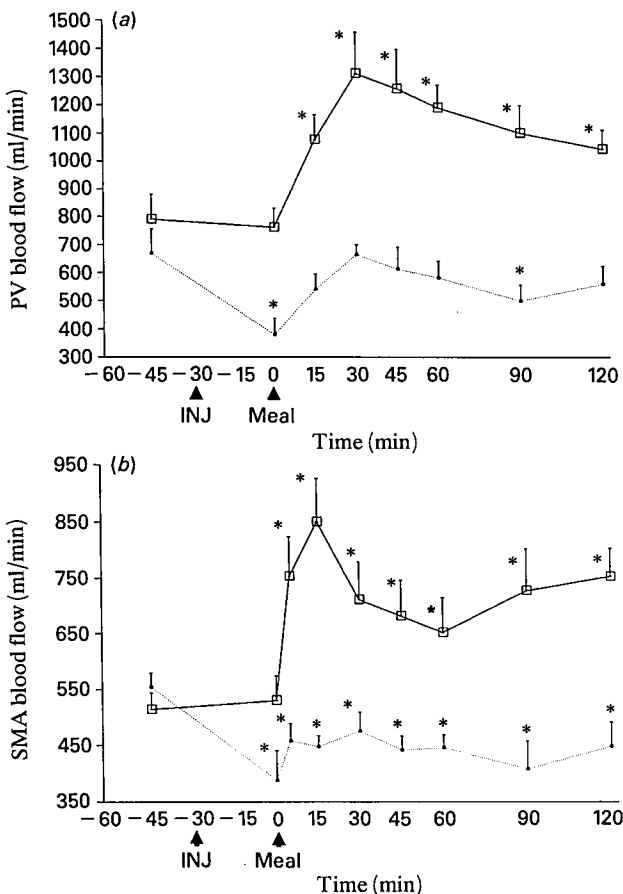 (a)
PV blood flow (ml/min)
1500
1400
1300
1200
1100
1000
900
800
700
600
500
400
300
* * * * * *
* *
−60 −45 −30 −15 0 15 30 45 60 90 120
INJ Meal
Time (min)
(b)
SMA blood flow (ml/min)
950
850
750
650
550
450
350
* * * * * * *
* * * * * * * *
−60 −45 −30 −15 0 15 30 45 60 90 120
INJ Meal
Time (min)